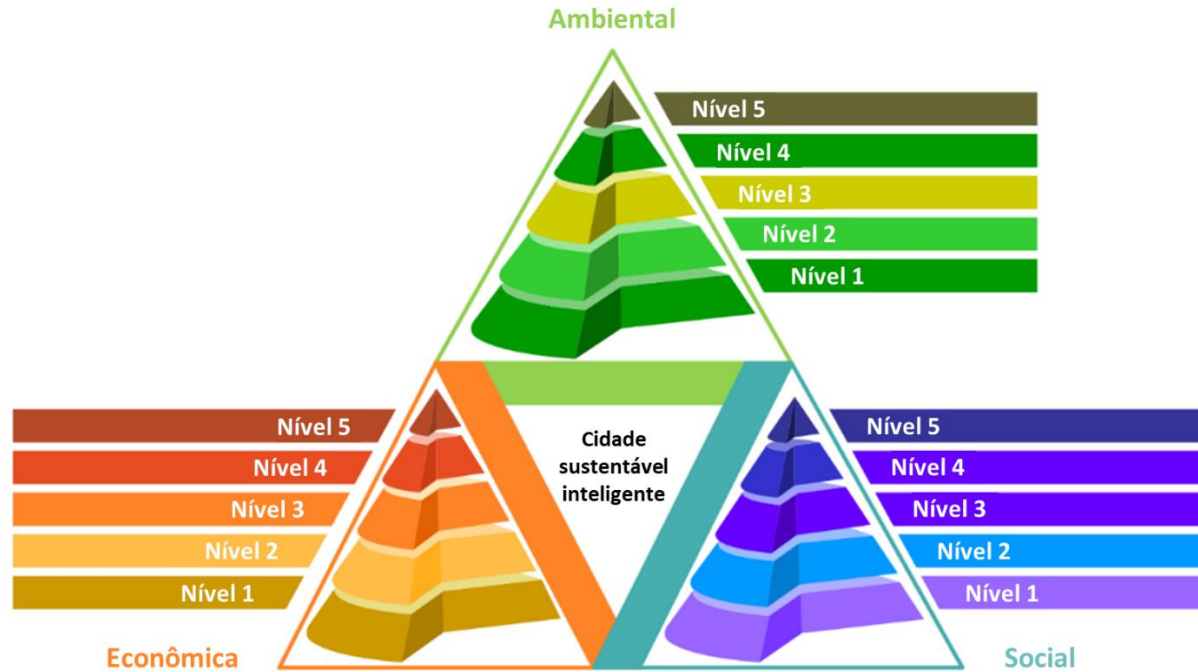 Ambiental
Nível 5
Nível 4
Nível 3
Nível 2
Nível 1
Cidade
sustentável
inteligente
Nível 5
Nível 4
Nível 3
Nível 2
Nível 1
Econômica
Nível 5
Nível 4
Nível 3
Nível 2
Nível 1
Social